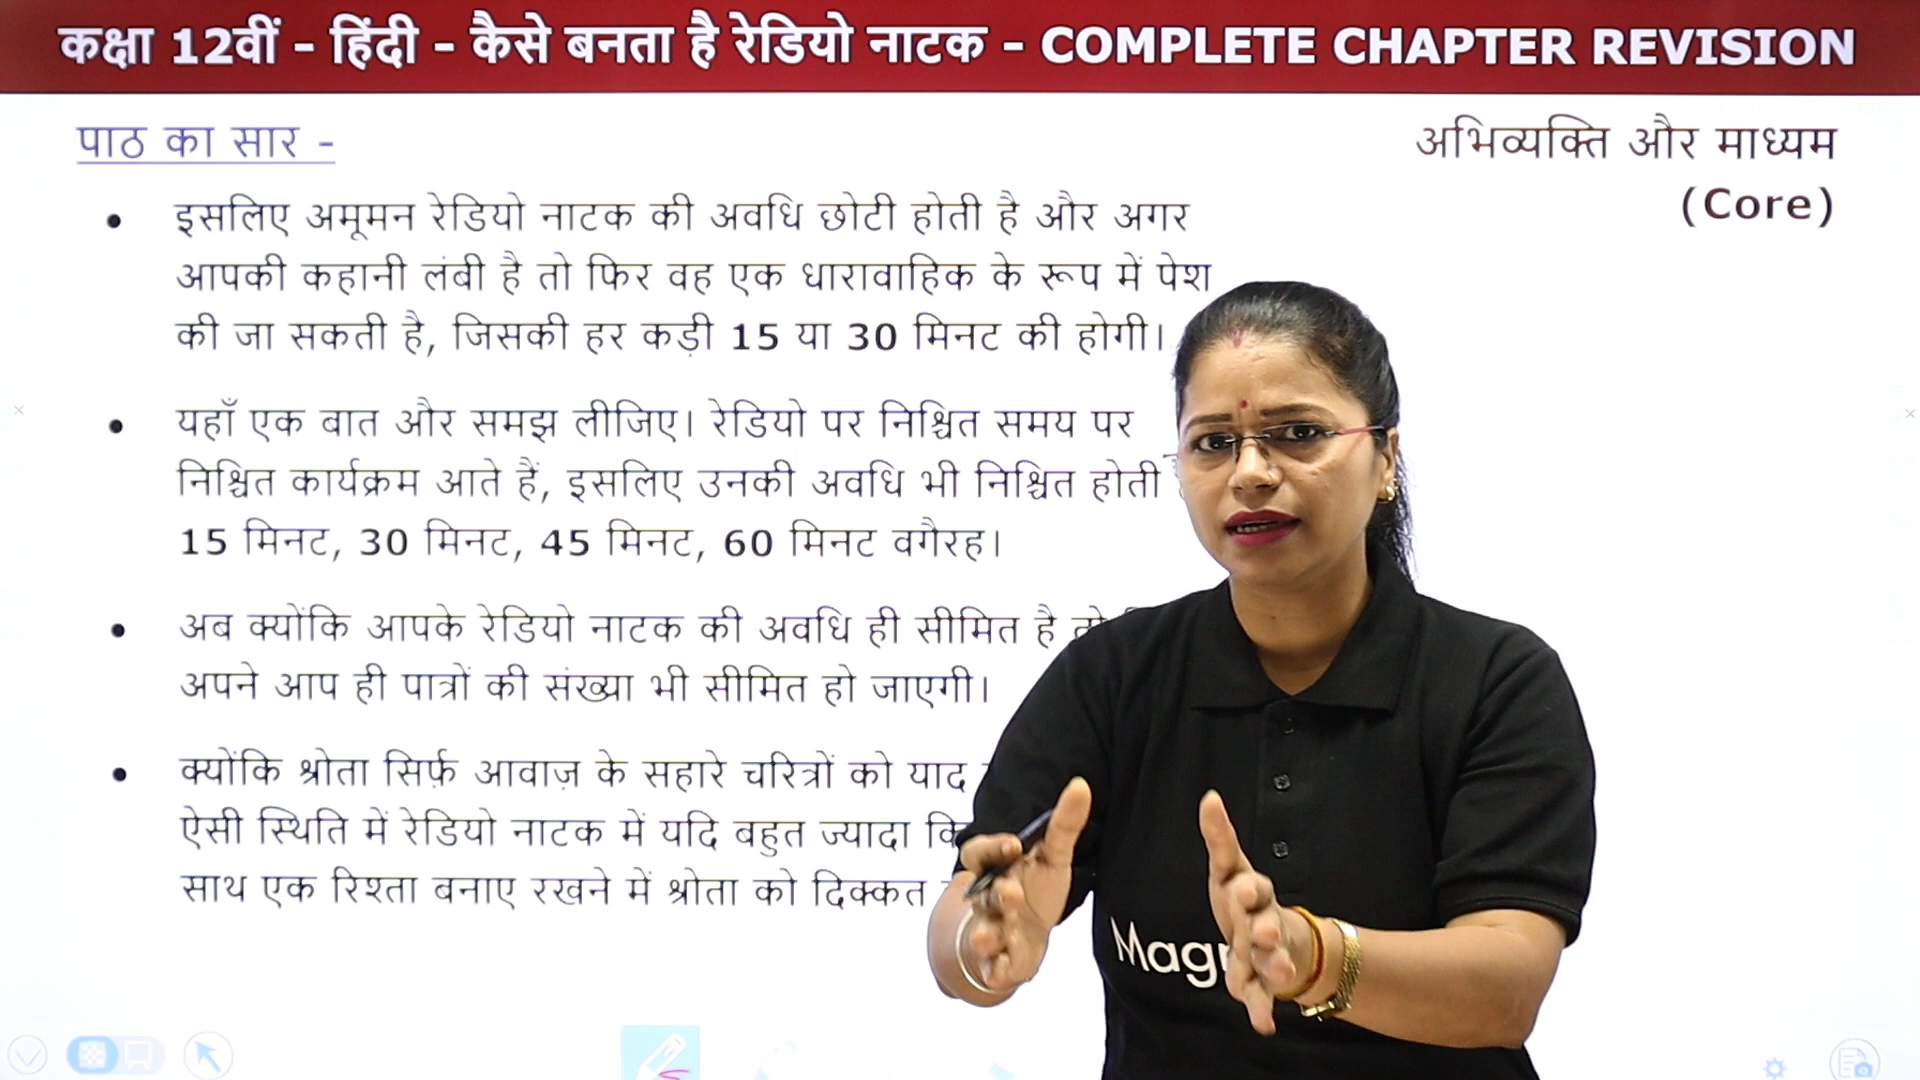 कक्षा 12वीं - हिंदी - कैसे बनता है रेडियो नाटक - COMPLETE CHAPTER REVISION
पाठ का सार -
अभिव्यक्ति और माध्यम
(Core)
• इसलिए अमूमन रेडियो नाटक की अवधि छोटी होती है और अगर
आपकी कहानी लंबी है तो फिर वह एक धारावाहिक के रूप में पेश
की जा सकती है, जिसकी हर कड़ी 15 या 30 मिनट की होगी।
• यहाँ एक बात और समझ लीजिए। रेडियो पर निश्चित समय पर
निश्चित कार्यक्रम आते हैं, इसलिए उनकी अवधि भी निश्चित होती
15 मिनट, 30 मिनट, 45 मिनट, 60 मिनट वगैरह।
• अब क्योंकि आपके रेडियो नाटक की अवधि ही सीमित है तो
अपने आप ही पात्रों की संख्या भी सीमित हो जाएगी।
• क्योंकि श्रोता सिर्फ़ आवाज़ के सहारे चरित्रों को याद
ऐसी स्थिति में रेडियो नाटक में यदि बहुत ज्यादा
साथ एक रिश्ता बनाए रखने में श्रोता को दिक्कत